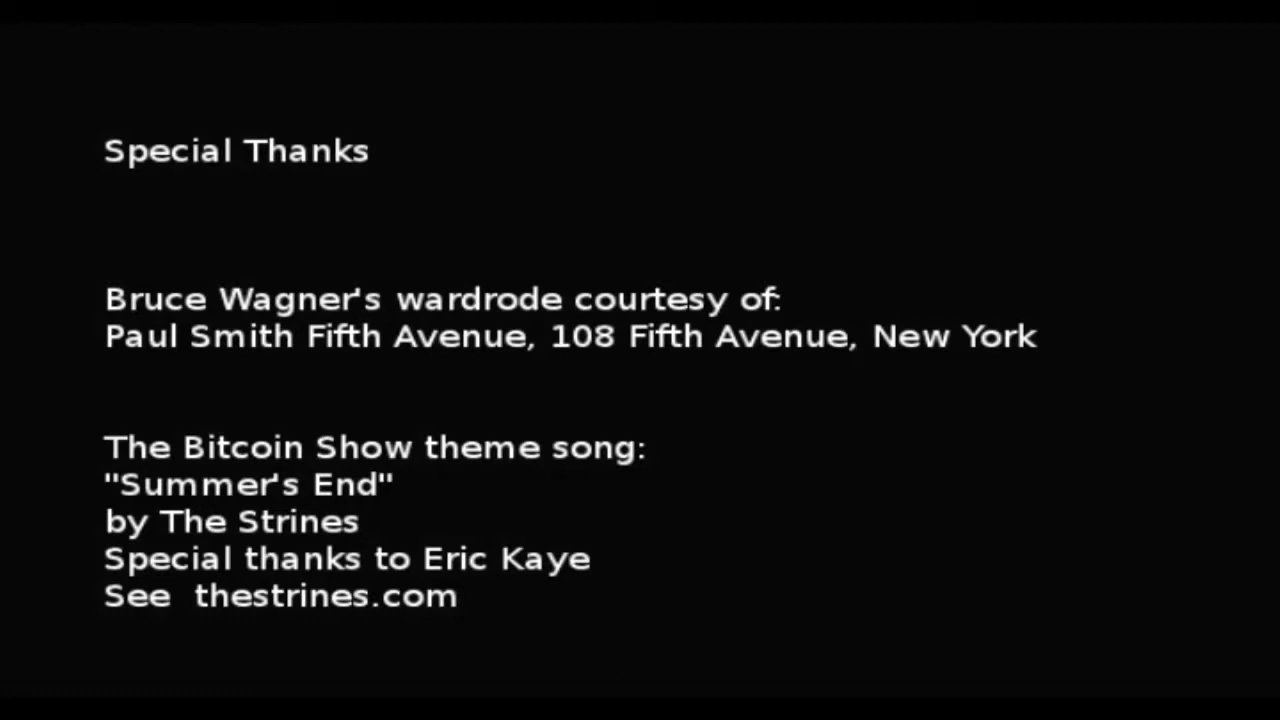 Special Thanks
Bruce Wagner's wardrode courtesy of:
Paul Smith Fifth Avenue, 108 Fifth Avenue, New York
The Bitcoin Show theme song:
"Summer's End"
by The Strines
Special thanks to Eric Kaye
See  thestrines.com